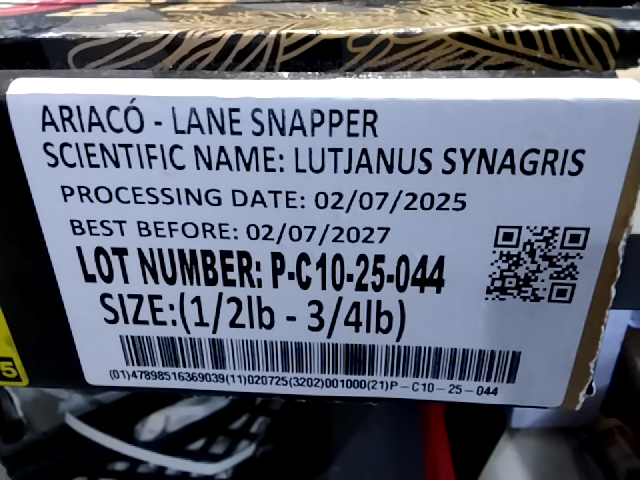 ARIACÓ - LANE SNAPPER
SCIENTIFIC NAME: LUTJANUS SYNAGRIS
PROCESSING DATE: 02/07/2025
BEST BEFORE: 02/07/2027
LOT NUMBER: P-C10-25-044
SIZE:(1/2lb - 3/4lb)
(01)47898516369039(11)020725(3202)001000(21)P-C10-25-044
5